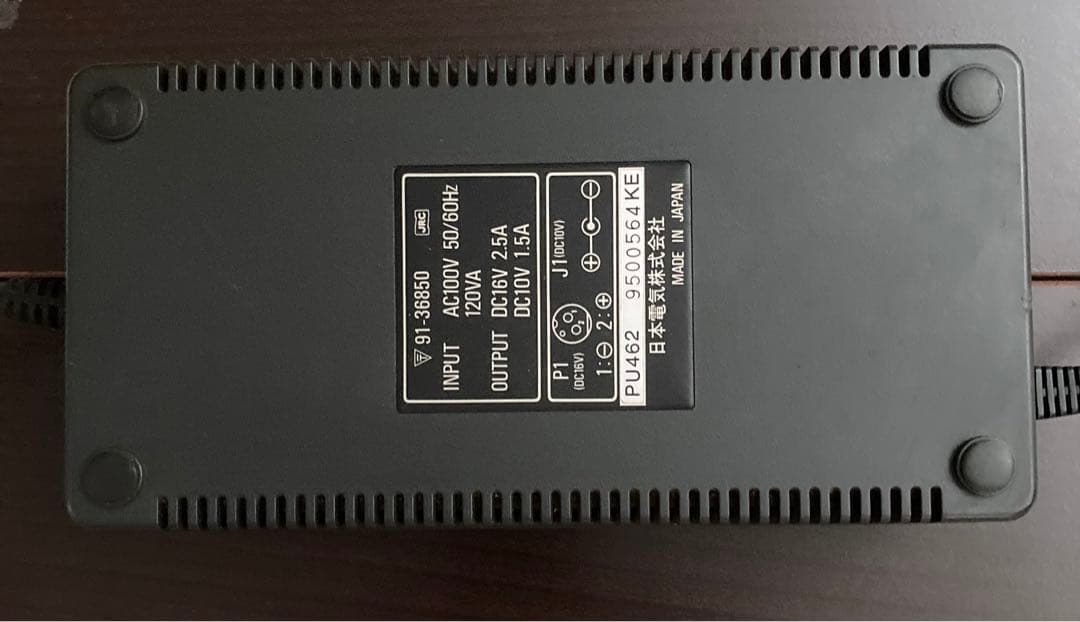 91-36850 JRC
INPUT AC100V 50/60Hz
120VA
OUTPUT DC16V 2.5A
DC10V 1.5A
P1
(DC16V)
J1(DC10V)
1:⊖ 2:⊕
⊕ ⊖
PU462 9500564KE
日本電気株式会社
MADE IN JAPAN